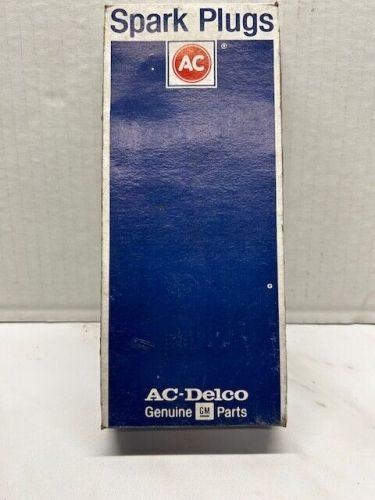 Spark Plugs
AC ®
AC-Delco
Genuine GM Parts